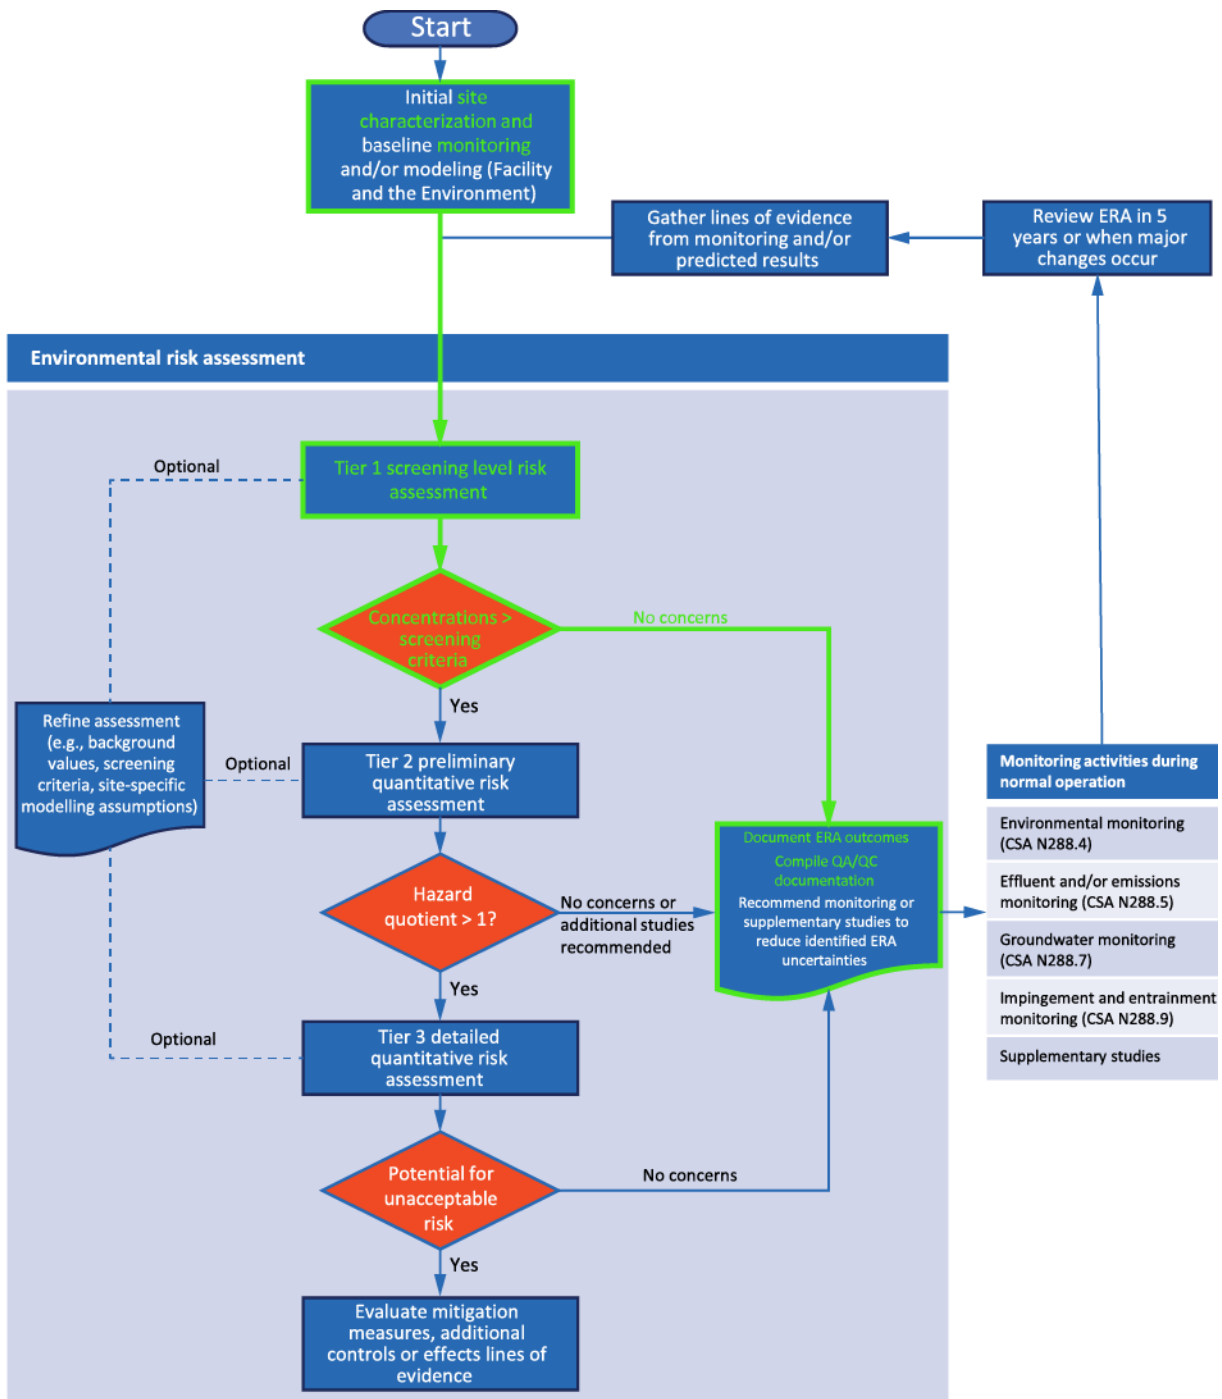 Start
Initial site
characterization and
baseline monitoring
and/or modeling (Facility
and the Environment)
Gather lines of evidence
from monitoring and/or
predicted results
Review ERA in 5
years or when major
changes occur
Environmental risk assessment
Optional
Tier 1 screening level risk
assessment
Concentrations >
screening
criteria
No concerns
Yes
Refine assessment
(e.g., background
values, screening
criteria, site-specific
modelling assumptions)
Optional
Tier 2 preliminary
quantitative risk
assessment
Hazard
quotient > 1?
No concerns or
additional studies
recommended
Document ERA outcomes
Compile QA/QC
documentation
Recommend monitoring or
supplementary studies to
reduce identified ERA
uncertainties
Monitoring activities during
normal operation
Environmental monitoring
(CSA N288.4)
Effluent and/or emissions
monitoring (CSA N288.5)
Groundwater monitoring
(CSA N288.7)
Impingement and entrainment
monitoring (CSA N288.9)
Supplementary studies
Yes
Optional
Tier 3 detailed
quantitative risk
assessment
Potential for
unacceptable
risk
No concerns
Yes
Evaluate mitigation
measures, additional
controls or effects lines of
evidence